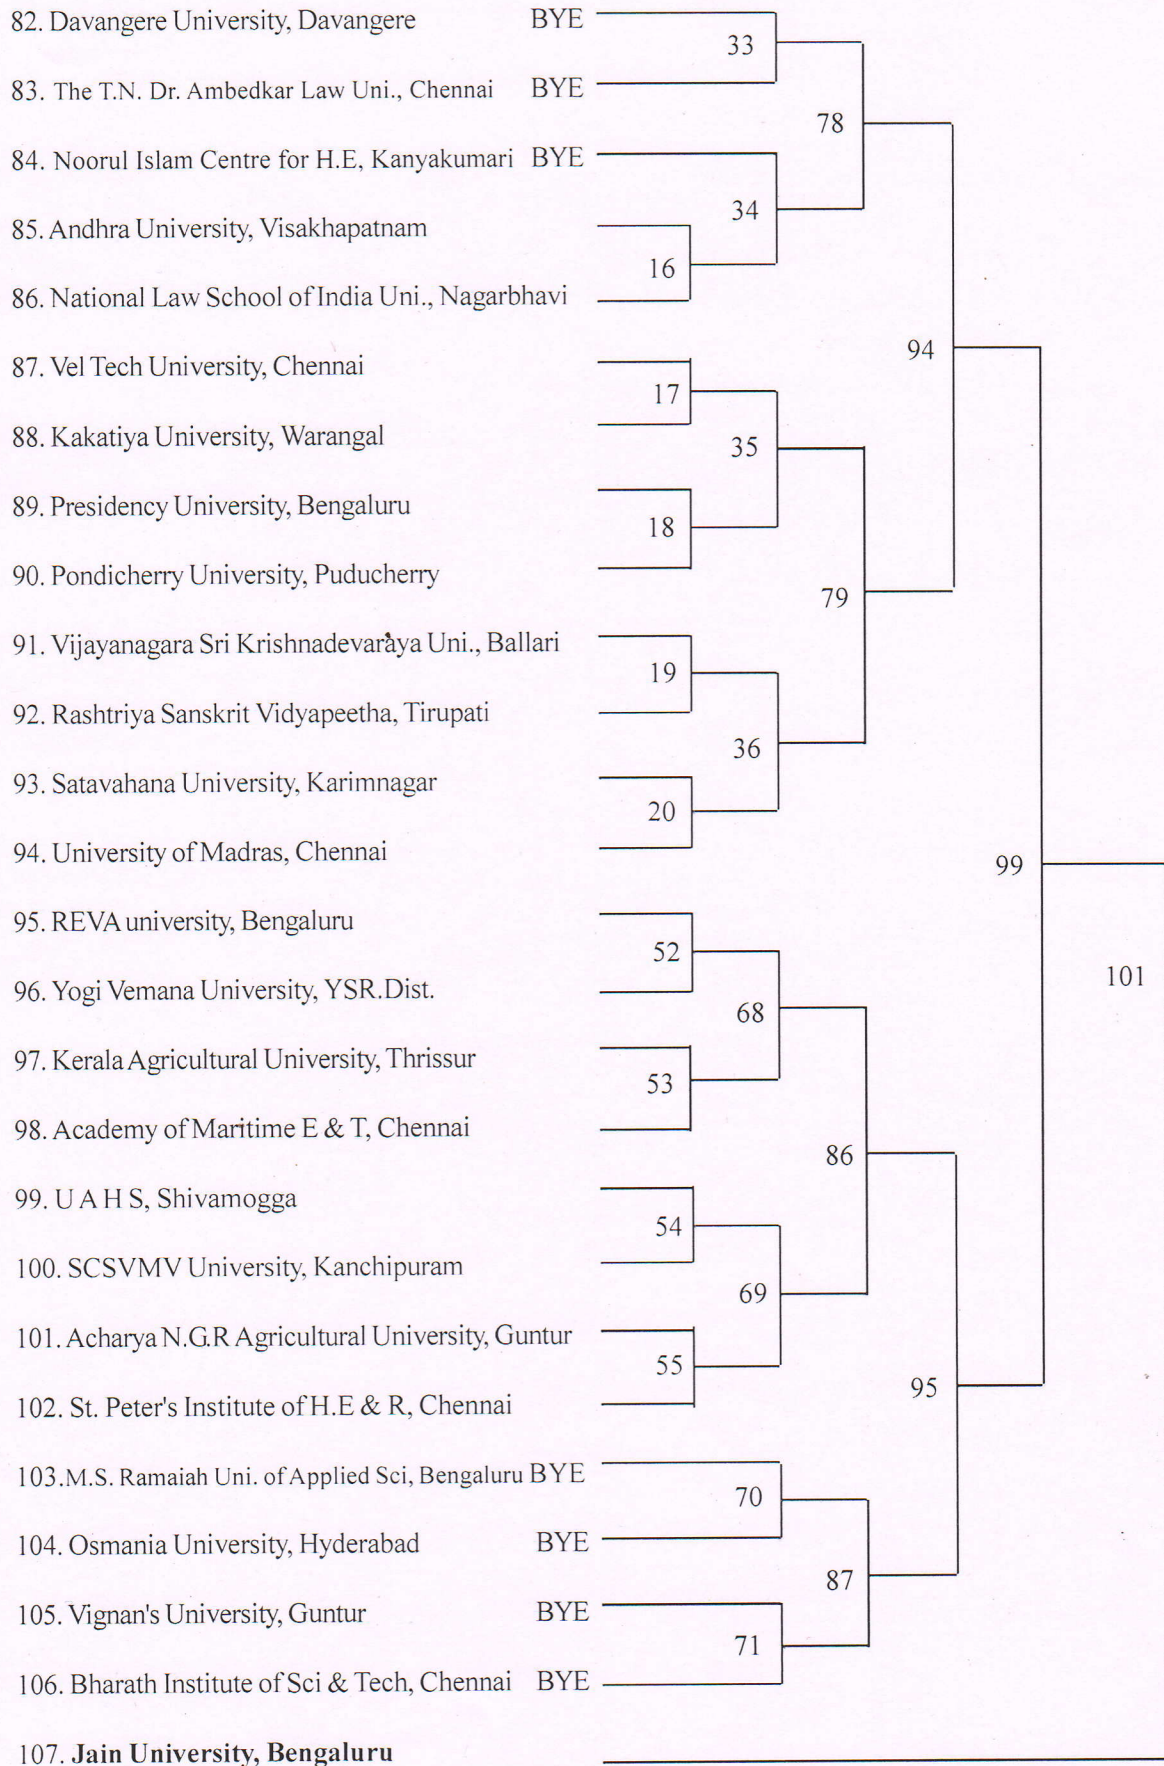 82. Davangere University, Davangere BYE
33
83. The T.N. Dr. Ambedkar Law Uni., Chennai BYE
78
84. Noorul Islam Centre for H.E, Kanyakumari BYE
34
85. Andhra University, Visakhapatnam
16
86. National Law School of India Uni., Nagarbhavi
94
87. Vel Tech University, Chennai
17
88. Kakatiya University, Warangal
35
89. Presidency University, Bengaluru
18
90. Pondicherry University, Puducherry
79
91. Vijayanagara Sri Krishnadevaraya Uni., Ballari
19
92. Rashtriya Sanskrit Vidyapeetha, Tirupati
36
93. Satavahana University, Karimnagar
20
94. University of Madras, Chennai
99
95. REVA university, Bengaluru
52
101
96. Yogi Vemana University, YSR.Dist.
68
97. Kerala Agricultural University, Thrissur
53
98. Academy of Maritime E & T, Chennai
86
99. U A H S, Shivamogga
54
100. SCSVMV University, Kanchipuram
69
101. Acharya N.G.R Agricultural University, Guntur
55
95
102. St. Peter's Institute of H.E & R, Chennai
103.M.S. Ramaiah Uni. of Applied Sci, Bengaluru BYE
70
104. Osmania University, Hyderabad BYE
87
105. Vignan's University, Guntur BYE
71
106. Bharath Institute of Sci & Tech, Chennai BYE
107. Jain University, Bengaluru